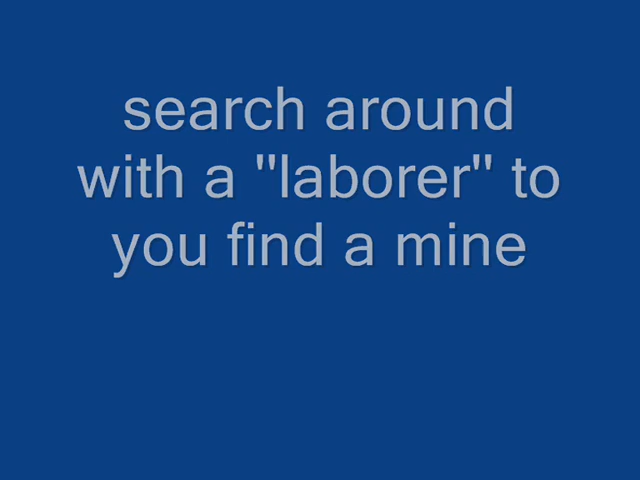 search around
with a "laborer" to
you find a mine